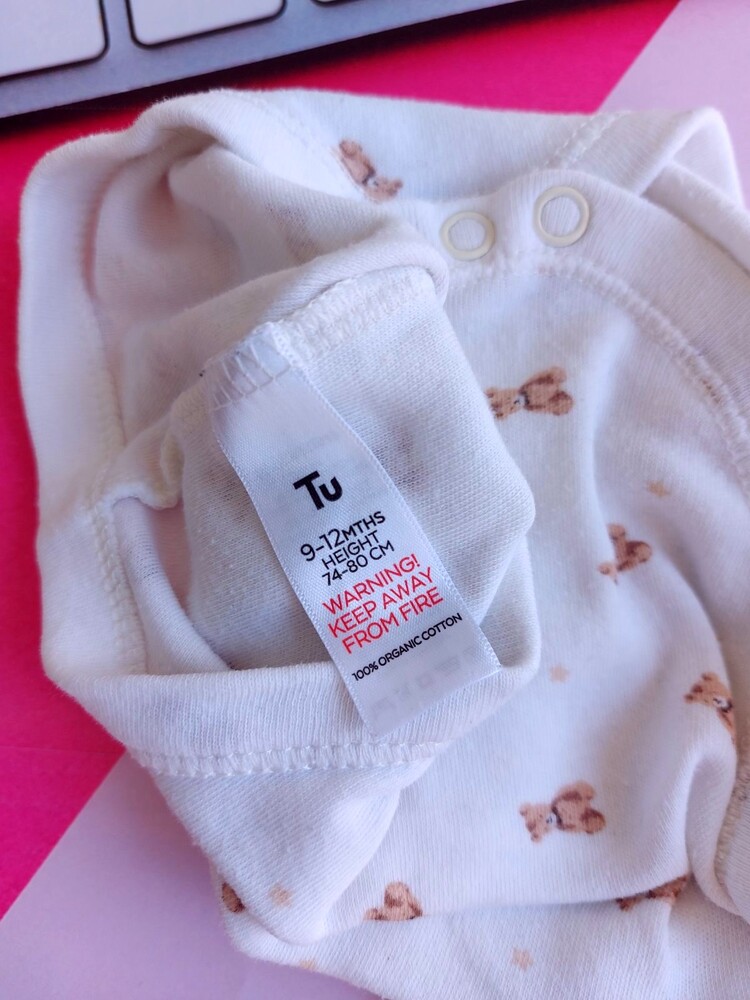 Tu
9-12MTHS
HEIGHT
74-80 CM
WARNING!
KEEP AWAY
FROM FIRE
100% ORGANIC COTTON